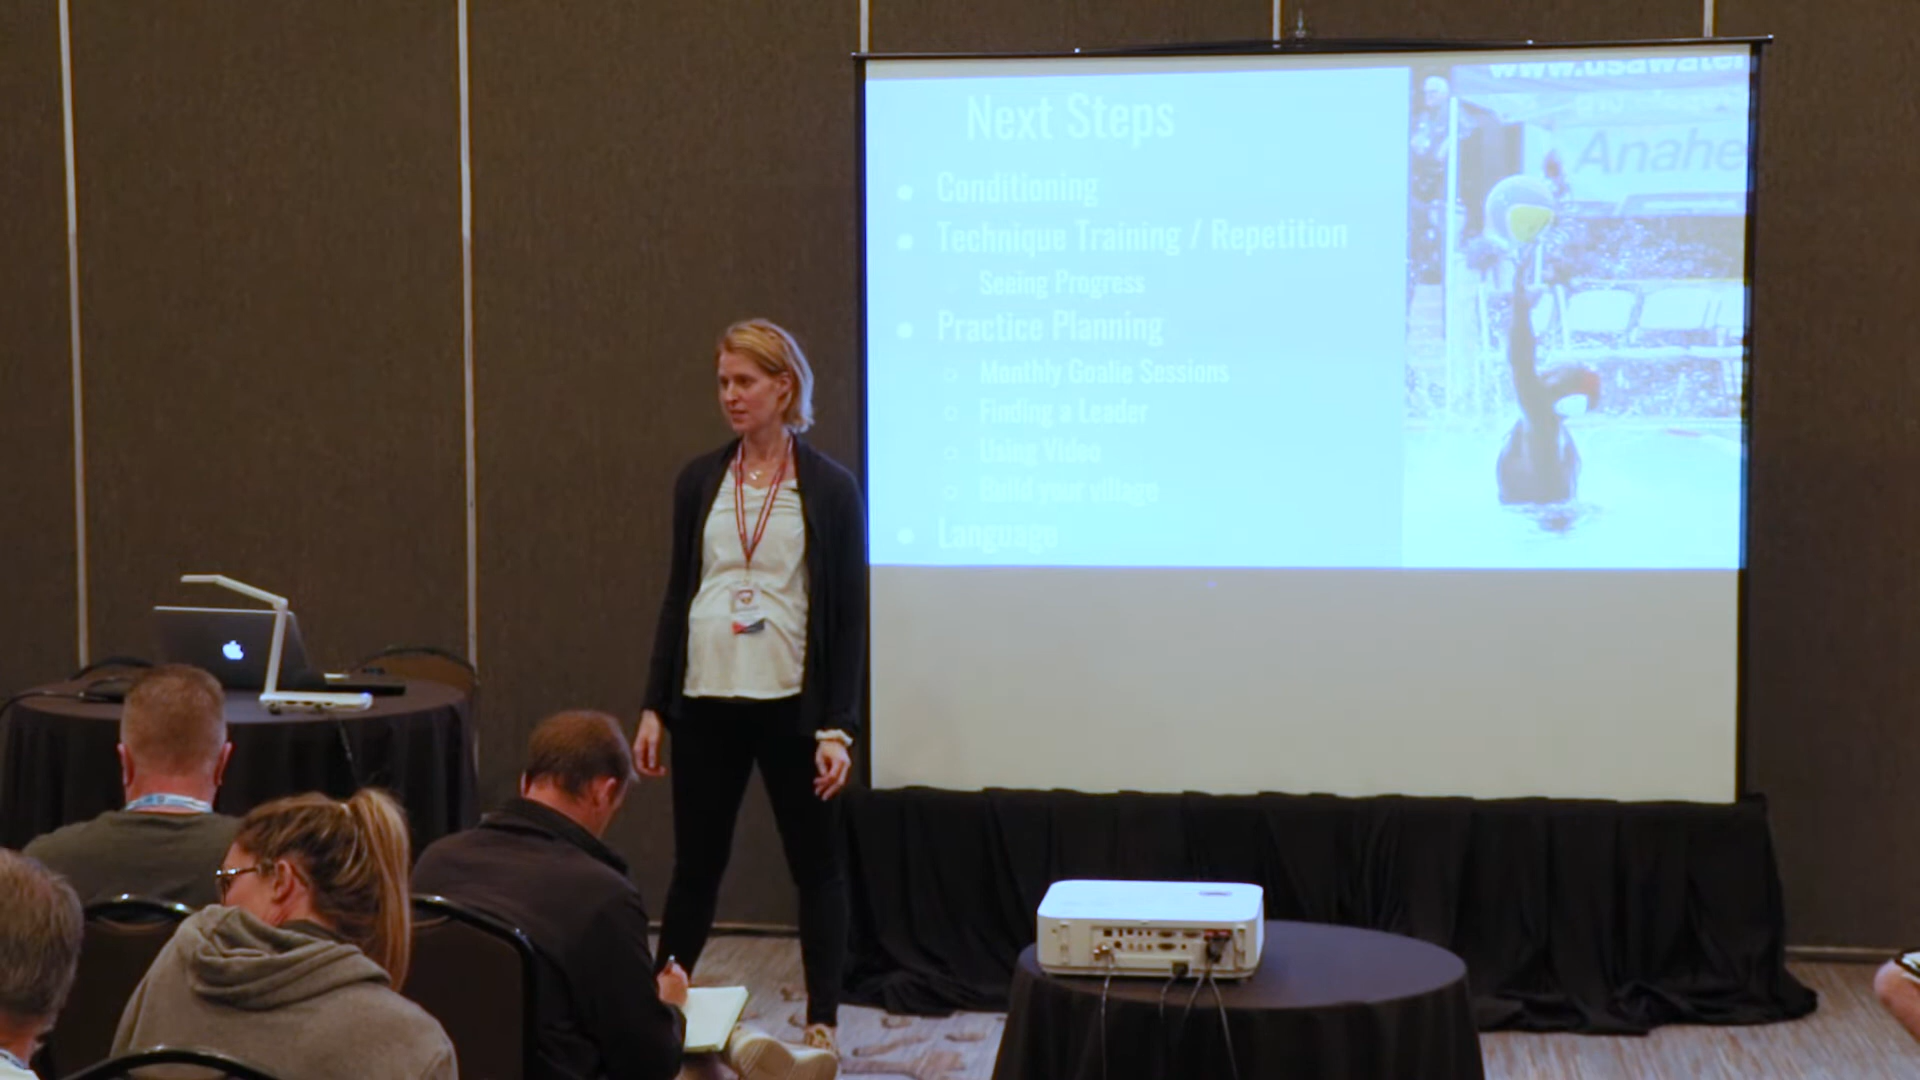 www.usawater
Anahe
Next Steps
Conditioning
Technique Training / Repetition
Seeing Progress
Practice Planning
Monthly Goalie Sessions
Finding a Leader
Using Video
Build your village
Language